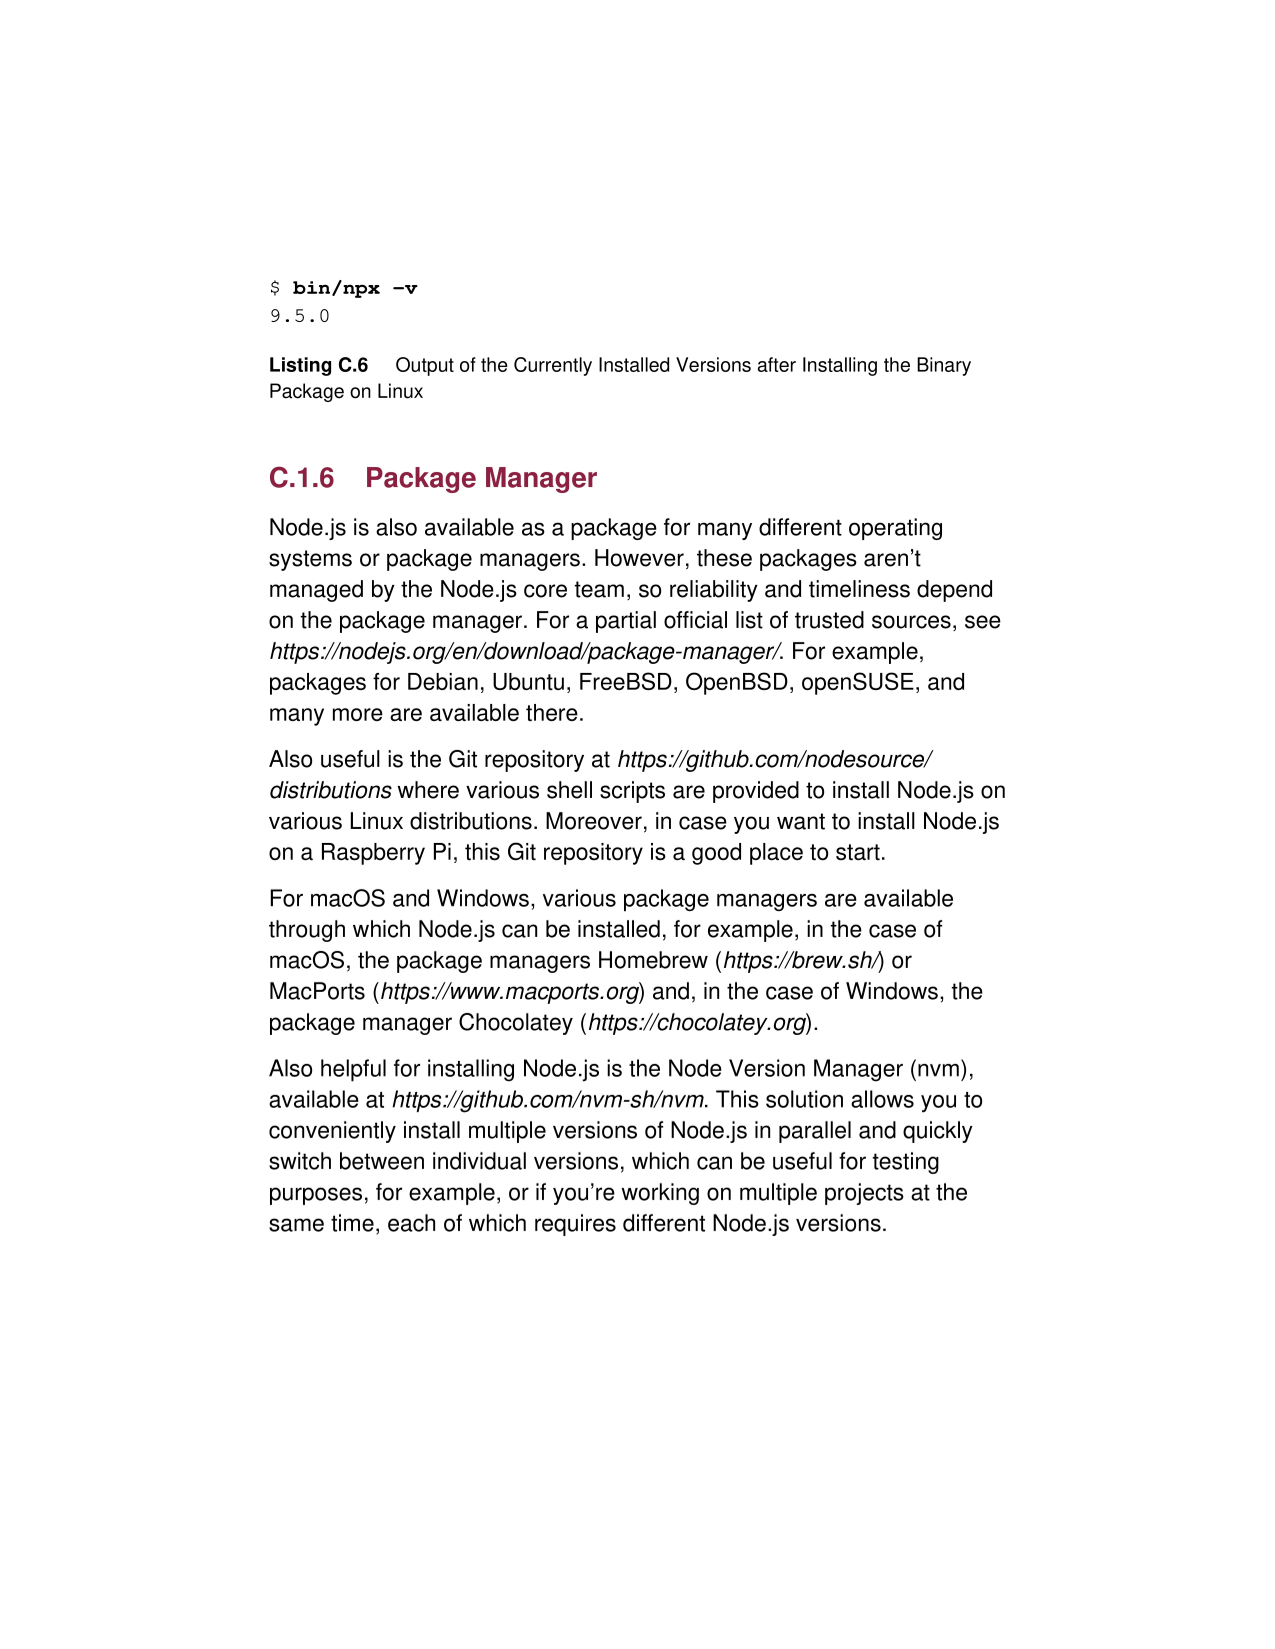 $ bin/npx –v
9.5.0
Listing C.6 Output of the Currently Installed Versions after Installing the Binary
Package on Linux
C.1.6 Package Manager
Node.js is also available as a package for many different operating
systems or package managers. However, these packages aren’t
managed by the Node.js core team, so reliability and timeliness depend
on the package manager. For a partial official list of trusted sources, see
https://nodejs.org/en/download/package-manager/. For example,
packages for Debian, Ubuntu, FreeBSD, OpenBSD, openSUSE, and
many more are available there.
Also useful is the Git repository at https://github.com/nodesource/
distributions where various shell scripts are provided to install Node.js on
various Linux distributions. Moreover, in case you want to install Node.js
on a Raspberry Pi, this Git repository is a good place to start.
For macOS and Windows, various package managers are available
through which Node.js can be installed, for example, in the case of
macOS, the package managers Homebrew (https://brew.sh/) or
MacPorts (https://www.macports.org) and, in the case of Windows, the
package manager Chocolatey (https://chocolatey.org).
Also helpful for installing Node.js is the Node Version Manager (nvm),
available at https://github.com/nvm-sh/nvm. This solution allows you to
conveniently install multiple versions of Node.js in parallel and quickly
switch between individual versions, which can be useful for testing
purposes, for example, or if you’re working on multiple projects at the
same time, each of which requires different Node.js versions.